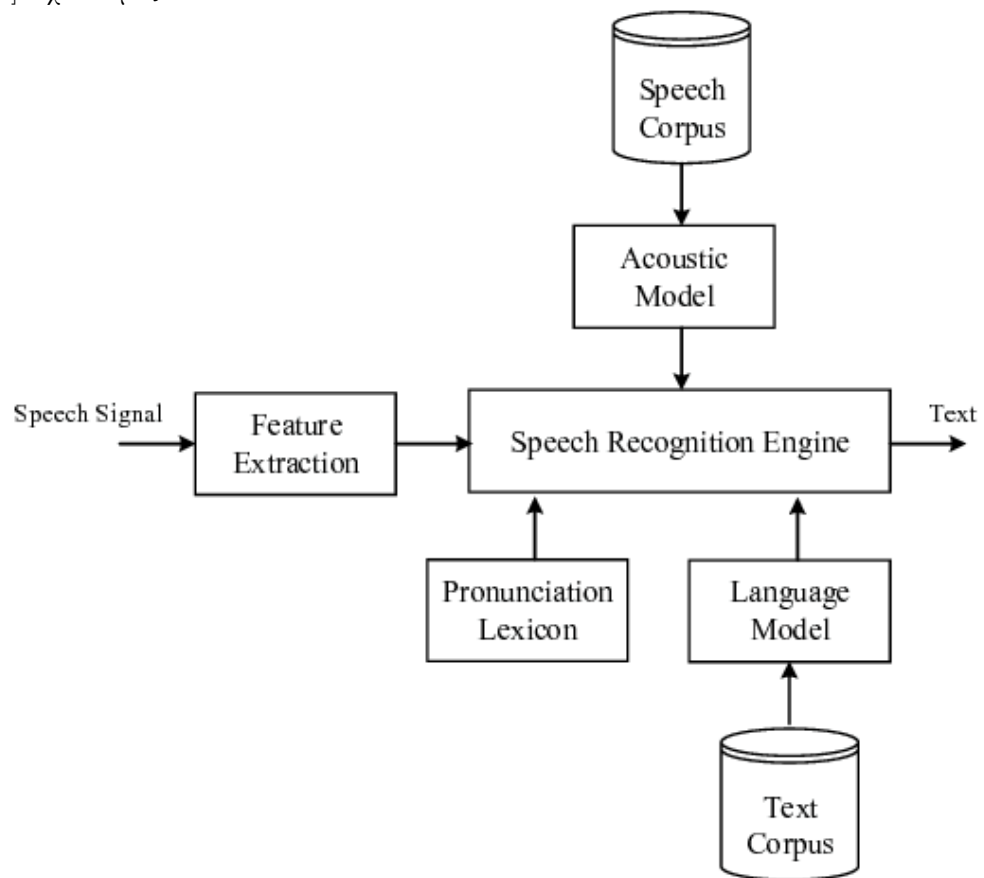 Speech
Corpus
Acoustic
Model
Speech Signal
Feature
Extraction
Speech Recognition Engine
Text
Pronunciation
Lexicon
Language
Model
Text
Corpus